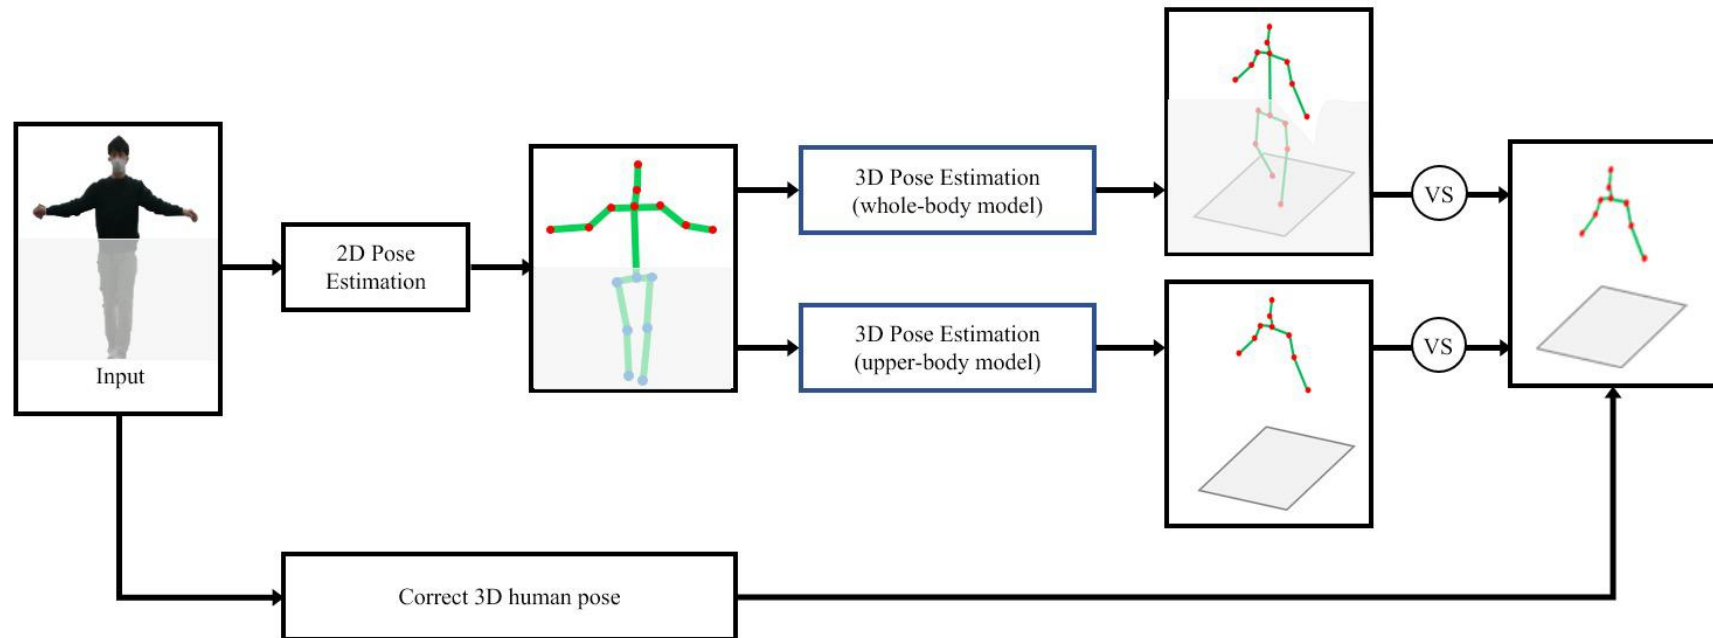 Input
2D Pose
Estimation
3D Pose Estimation
(whole-body model)
VS
3D Pose Estimation
(upper-body model)
VS
Correct 3D human pose